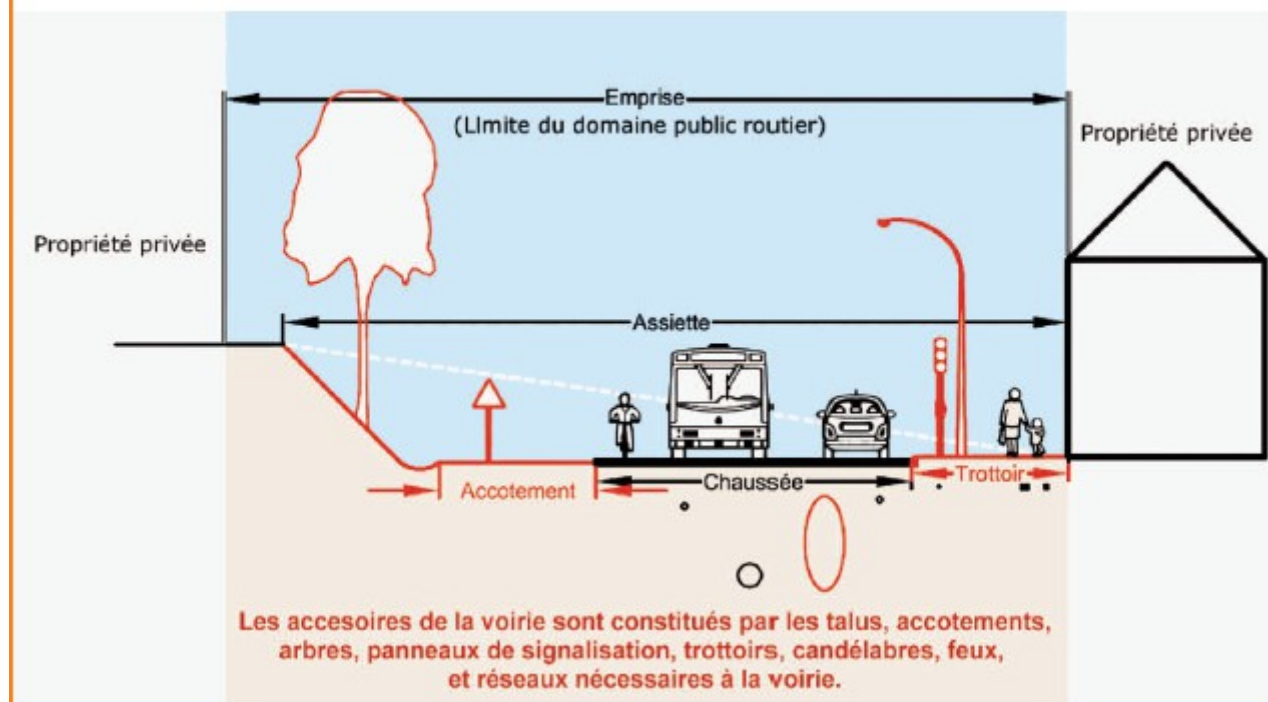 Emprise
(LImite du domaine public routier)
Propriété privée
Propriété privée
Assiette
Accotement
Chaussée
Trottoir
Les accesoires de la voirie sont constitués par les talus, accotements,
arbres, panneaux de signalisation, trottoirs, candélabres, feux,
et réseaux nécessaires à la voirie.